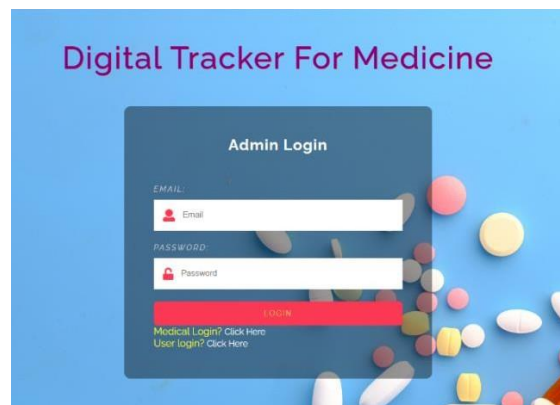 Digital Tracker For Medicine
Admin Login
EMAIL:
Email
PASSWORD:
Password
LOGIN
Medical Login? Click Here
User login? Click Here